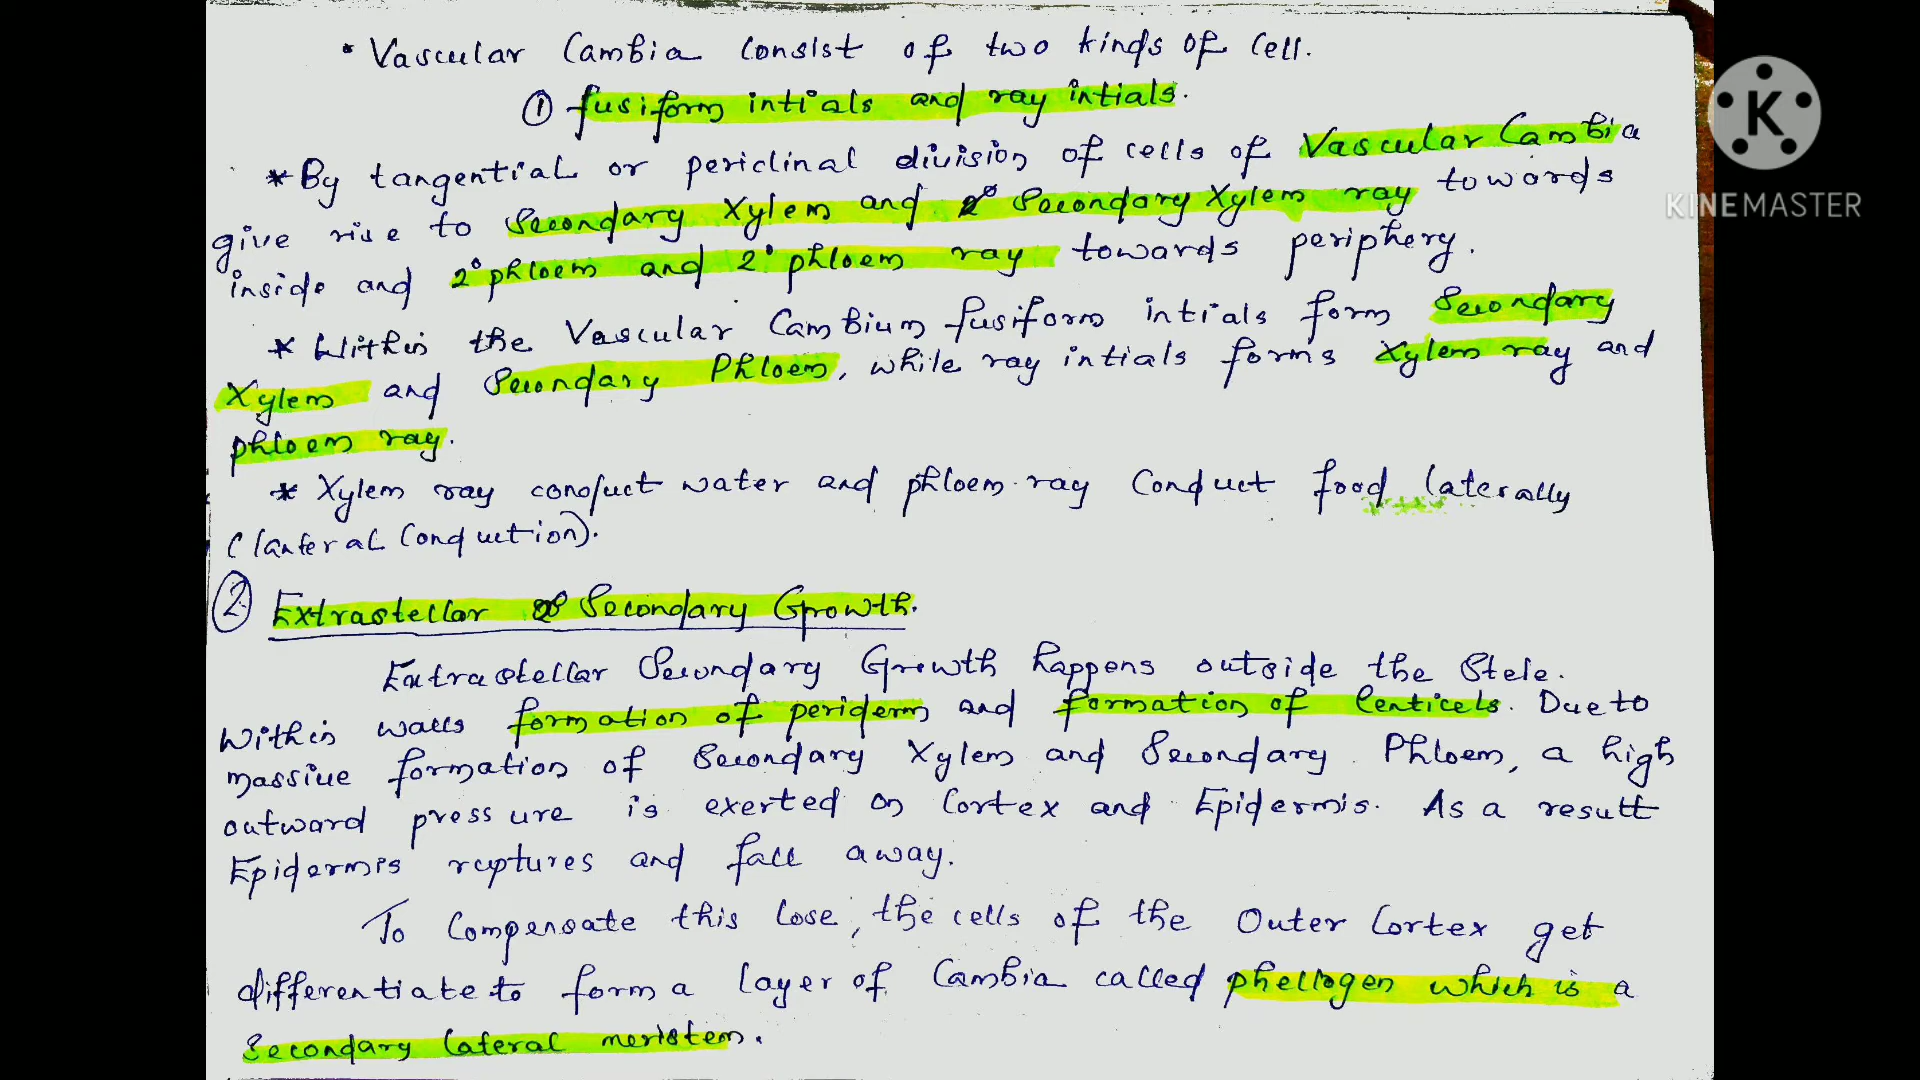 • Vascular Cambia consist of two kinds of cell.
① fusiform intials and ray intials.
* By tangential or periclinal division of cells of Vascular Cambia
give rise to Secondary Xylem and 2° Secondary Xylem ray towards
inside and 2° phloem and 2° phloem ray towards periphery.
* Within the Vascular Cambium fusiform intials form Secondary
Xylem and Secondary Phloem, while ray intials forms Xylem ray and
phloem ray.
* Xylem ray conduct water and phloem ray Conduct food laterally
(lanferal Conduction).
② Extrastellar Secondary Growth.
Extrastellar Secondary Growth happens outside the Stele.
Within walls formation of periderm and formation of lenticels. Due to
massive formation of Secondary Xylem and Secondary Phloem, a high
outward pressure is exerted on Cortex and Epidermis. As a result
Epidermis ruptures and fall away.
To Compensate this lose, the cells of the Outer Cortex get
differentiate to form a layer of Cambia called phellogen which is a
Secondary lateral meristem.
K
KINEMASTER